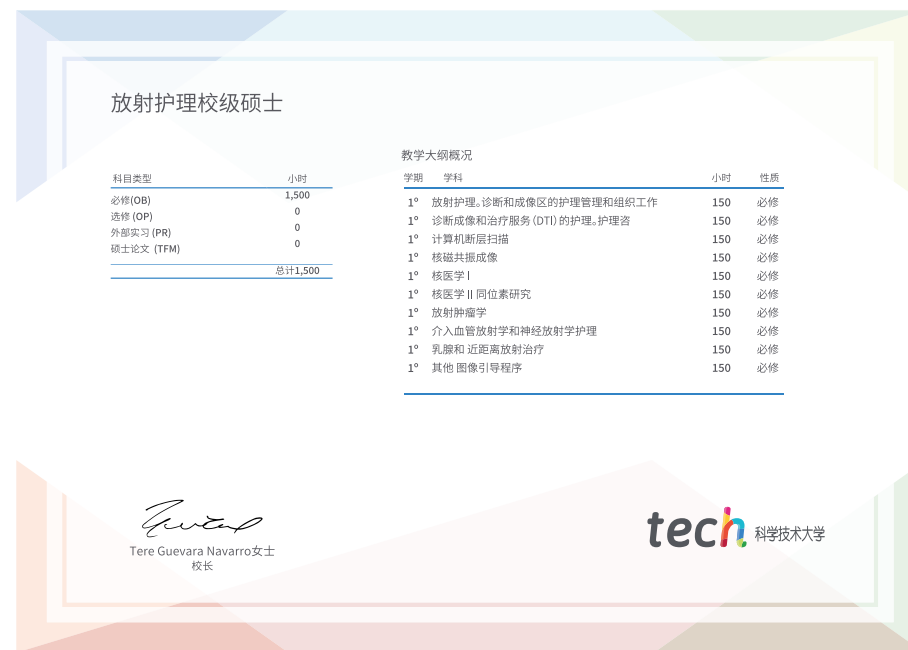 放射护理校级硕士
科目类型 小时
必修(OB) 1,500
选修 (OP) 0
外部实习 (PR) 0
硕士论文 (TFM) 0
总计1,500
教学大纲概况
学期 学科 小时 性质
1º 放射护理。诊断和成像区的护理管理和组织工作 150 必修
1º 诊断成像和治疗服务（DTI）的护理。护理咨 150 必修
1º 计算机断层扫描 150 必修
1º 核磁共振成像 150 必修
1º 核医学 I 150 必修
1º 核医学 II 同位素研究 150 必修
1º 放射肿瘤学 150 必修
1º 介入血管放射学和神经放射学护理 150 必修
1º 乳腺和 近距离放射治疗 150 必修
1º 其他 图像引导程序 150 必修
Tere Guevara Navarro女士
校长
tech 科学技术大学